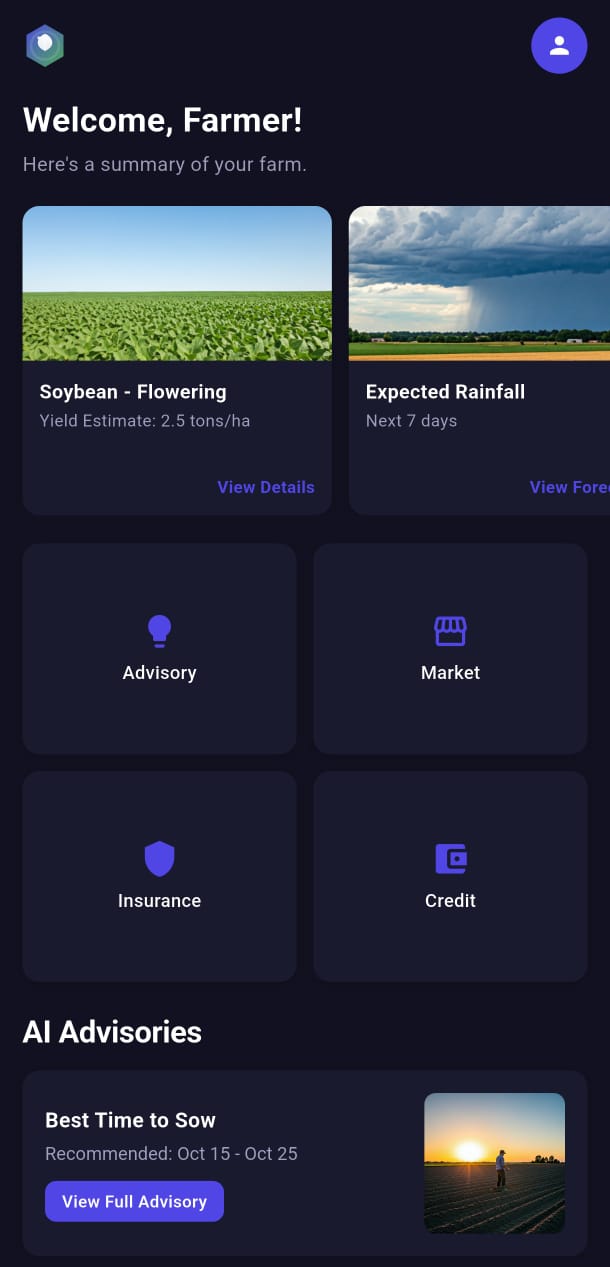 Welcome, Farmer!
Here's a summary of your farm.
Soybean - Flowering
Yield Estimate: 2.5 tons/ha
View Details
Expected Rainfall
Next 7 days
View Fore
Advisory
Market
Insurance
Credit
AI Advisories
Best Time to Sow
Recommended: Oct 15 - Oct 25
View Full Advisory